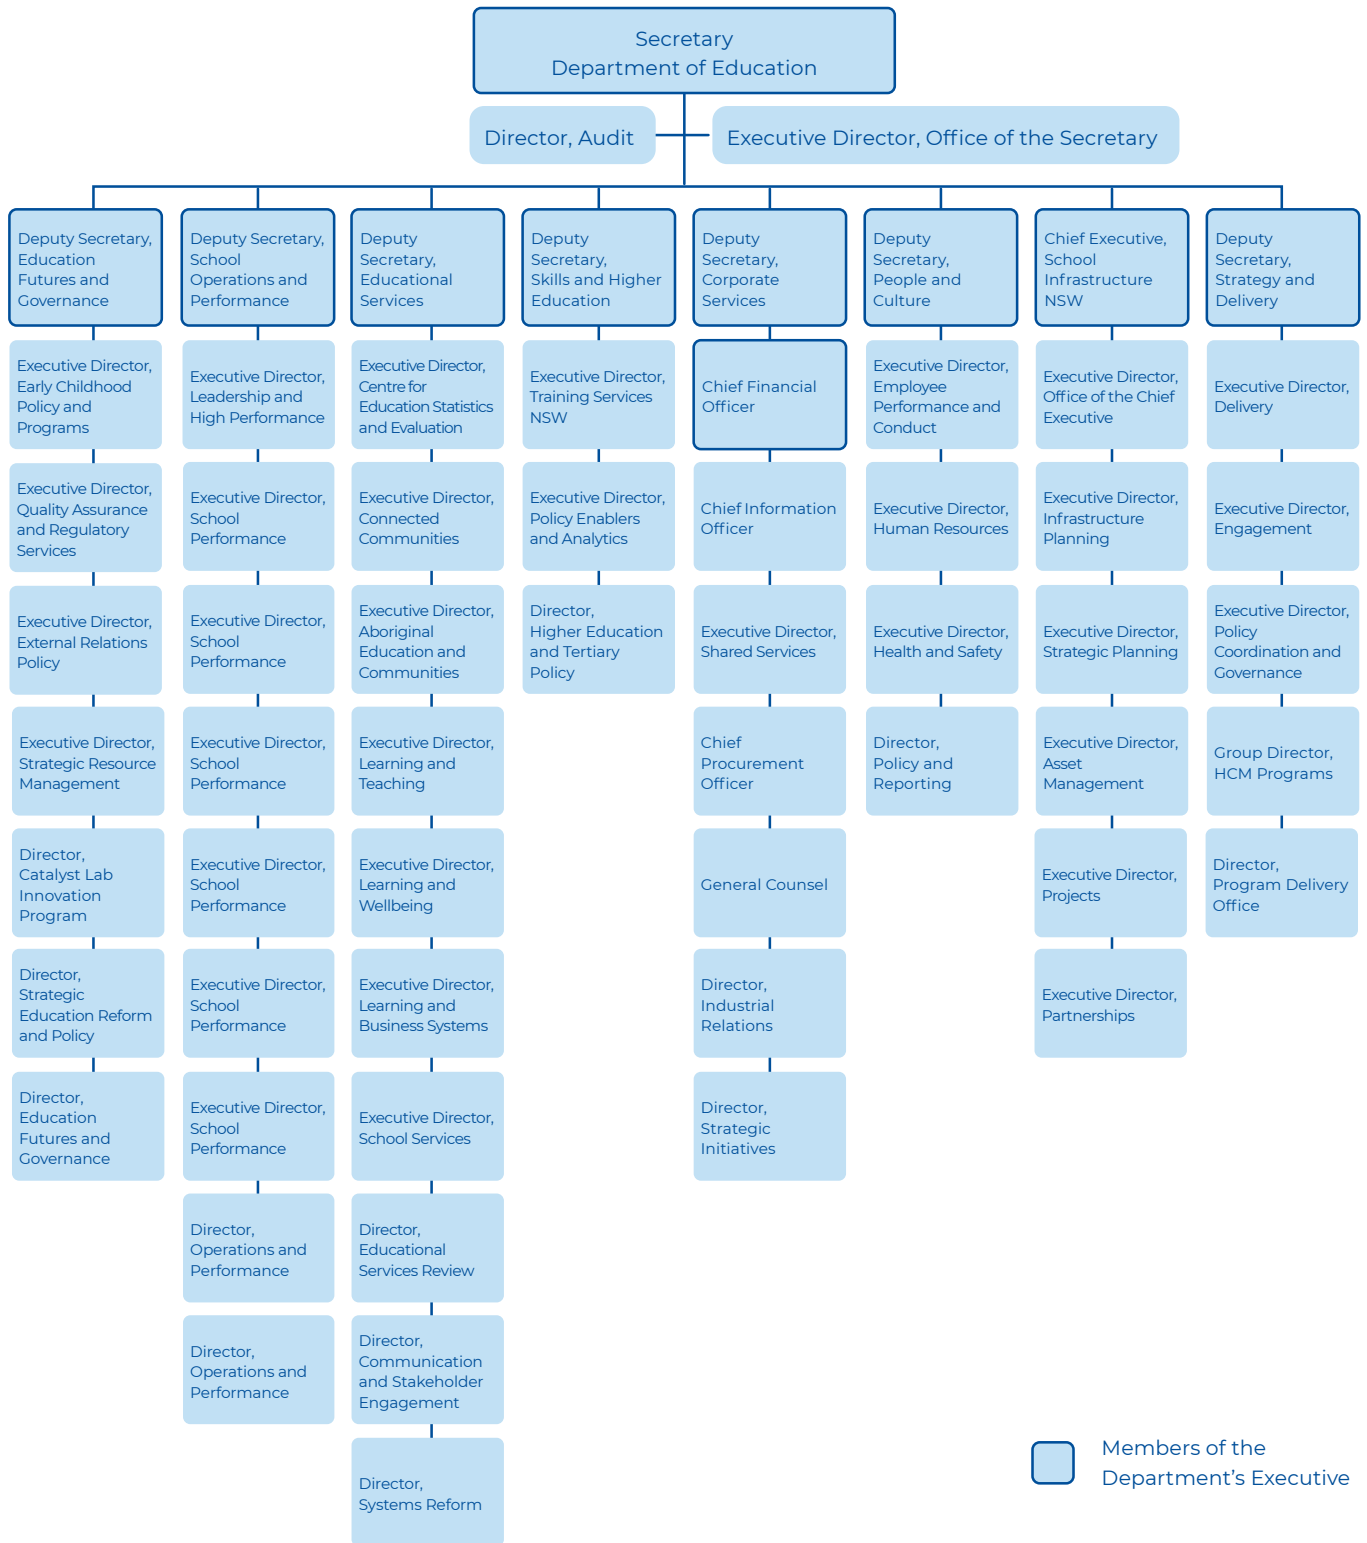 Secretary
Department of Education
Director, Audit
Executive Director, Office of the Secretary
Deputy Secretary,
Education
Futures and
Governance
Executive Director,
Early Childhood
Policy and
Programs
Executive Director,
Quality Assurance
and Regulatory
Services
Executive Director,
External Relations
Policy
Executive Director,
Strategic Resource
Management
Director,
Catalyst Lab
Innovation
Program
Director,
Strategic
Education Reform
and Policy
Director,
Education
Futures and
Governance
Deputy Secretary,
School
Operations and
Performance
Executive Director,
Leadership and
High Performance
Executive Director,
School
Performance
Executive Director,
School
Performance
Executive Director,
School
Performance
Executive Director,
School
Performance
Executive Director,
School
Performance
Executive Director,
School
Performance
Director,
Operations and
Performance
Director,
Operations and
Performance
Deputy
Secretary,
Educational
Services
Executive Director,
Centre for
Education Statistics
and Evaluation
Executive Director,
Connected
Communities
Executive Director,
Aboriginal
Education and
Communities
Executive Director,
Learning and
Teaching
Executive Director,
Learning and
Wellbeing
Executive Director,
Learning and
Business Systems
Executive Director,
School Services
Director,
Educational
Services Review
Director,
Communication
and Stakeholder
Engagement
Director,
Systems Reform
Deputy
Secretary,
Skills and Higher
Education
Executive Director,
Training Services
NSW
Executive Director,
Policy Enablers
and Analytics
Director,
Higher Education
and Tertiary
Policy
Deputy
Secretary,
Corporate
Services
Chief Financial
Officer
Chief Information
Officer
Executive Director,
Shared Services
Chief
Procurement
Officer
General Counsel
Director,
Industrial
Relations
Director,
Strategic
Initiatives
Deputy
Secretary,
People and
Culture
Executive Director,
Employee
Performance and
Conduct
Executive Director,
Human Resources
Executive Director,
Health and Safety
Director,
Policy and
Reporting
Chief Executive,
School
Infrastructure
NSW
Executive Director,
Office of the Chief
Executive
Executive Director,
Infrastructure
Planning
Executive Director,
Strategic Planning
Executive Director,
Asset
Management
Executive Director,
Projects
Executive Director,
Partnerships
Deputy
Secretary,
Strategy and
Delivery
Executive Director,
Delivery
Executive Director,
Engagement
Executive Director,
Policy
Coordination and
Governance
Group Director,
HCM Programs
Director,
Program Delivery
Office
Members of the
Department’s Executive